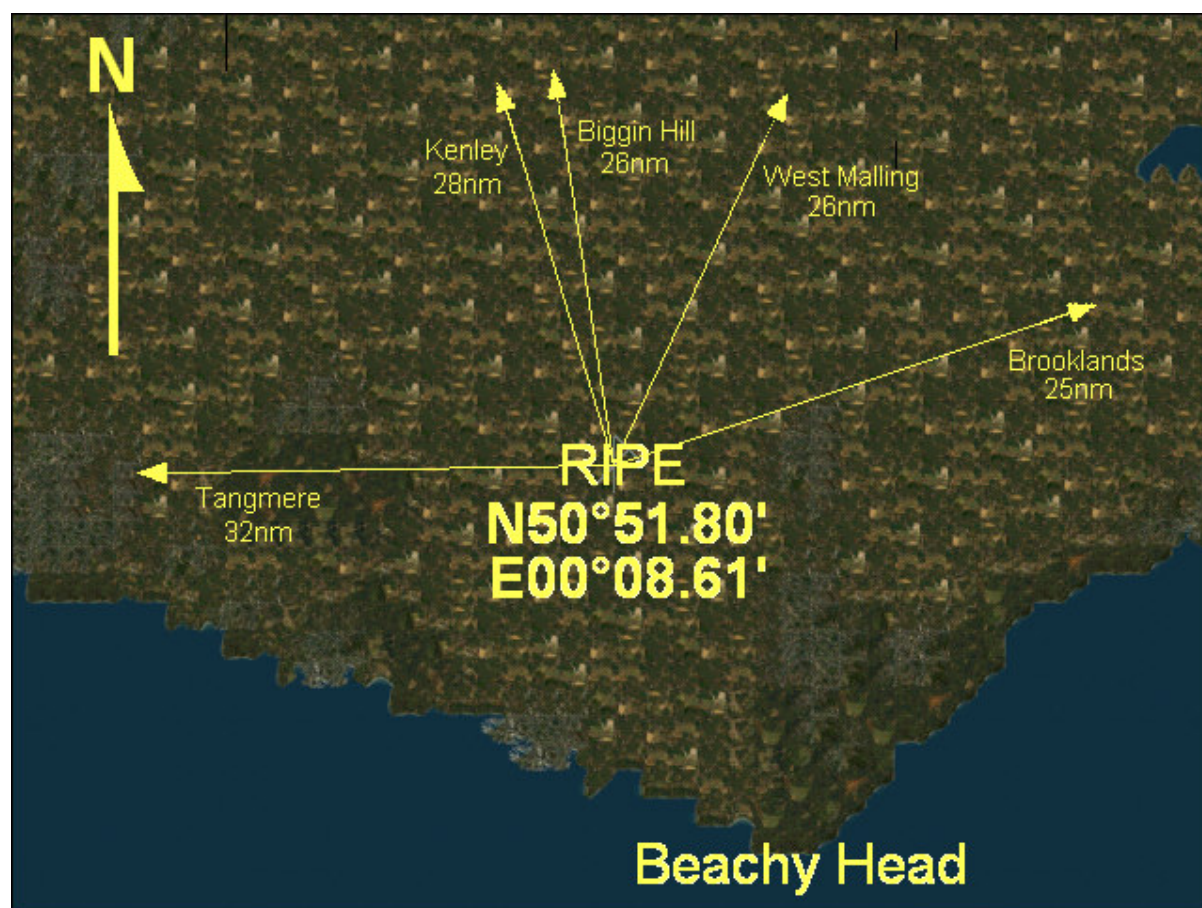 N
Kenley
28nm
Biggin Hill
26nm
West Malling
26nm
Brooklands
25nm
Tangmere
32nm
RIPE
N50°51.80'
E00°08.61'
Beachy Head